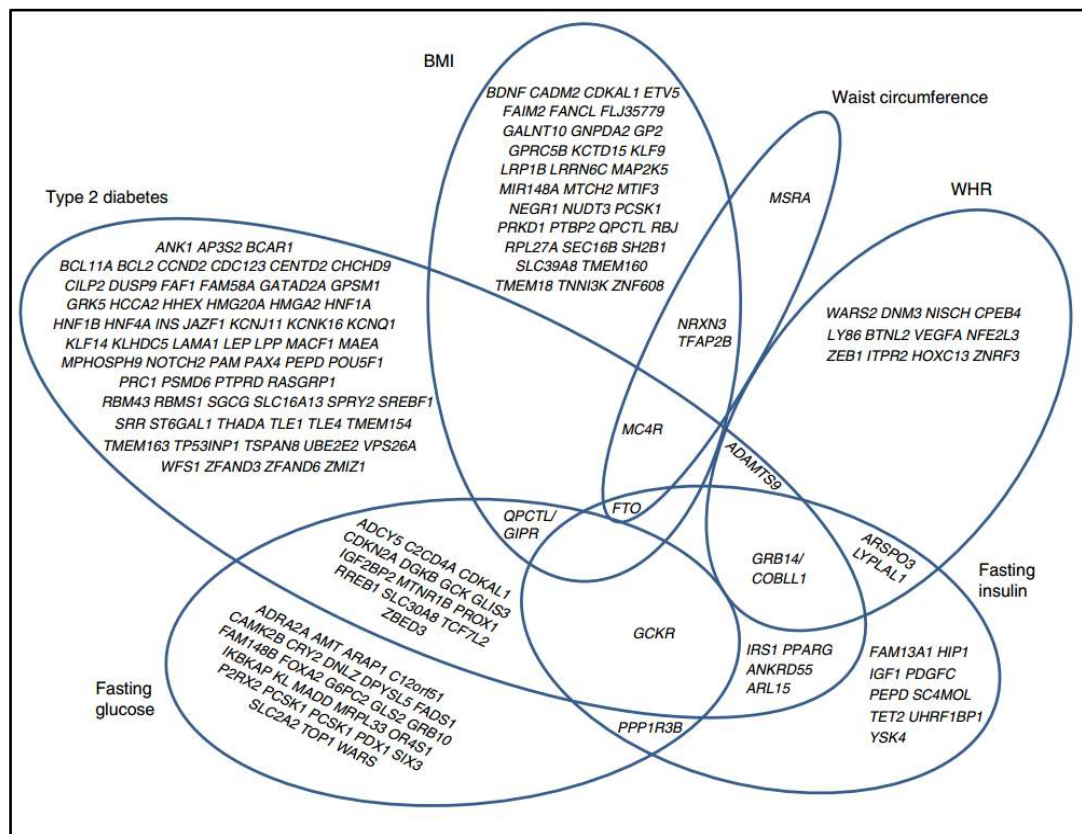 BMI
BDNF CADM2 CDKAL1 ETV5
FAIM2 FANCL FLJ35779
GALNT10 GNPDA2 GP2
GPRC5B KCTD15 KLF9
LRP1B LRRN6C MAP2K5
MIR148A MTCH2 MTIF3
NEGR1 NUDT3 PCSK1
PRKD1 PTBP2 QPCTL RBJ
RPL27A SEC16B SH2B1
SLC39A8 TMEM160
TMEM18 TNNI3K ZNF608
Waist circumference
MSRA
WHR
WARS2 DNM3 NISCH CPEB4
LY86 BTNL2 VEGFA NFE2L3
ZEB1 ITPR2 HOXC13 ZNRF3
Type 2 diabetes
ANK1 AP3S2 BCAR1
BCL11A BCL2 CCND2 CDC123 CENTD2 CHCHD9
CILP2 DUSP9 FAF1 FAM58A GATAD2A GPSM1
GRK5 HCCA2 HHEX HMG20A HMGA2 HNF1A
HNF1B HNF4A INS JAZF1 KCNJ11 KCNK16 KCNQ1
KLF14 KLHDC5 LAMA1 LEP LPP MACF1 MAEA
MPHOSPH9 NOTCH2 PAM PAX4 PEPD POU5F1
PRC1 PSMD6 PTPRD RASGRP1
RBM43 RBMS1 SGCG SLC16A13 SPRY2 SREBF1
SRR ST6GAL1 THADA TLE1 TLE4 TMEM154
TMEM163 TP53INP1 TSPAN8 UBE2E2 VPS26A
WFS1 ZFAND3 ZFAND6 ZMIZ1
NRXN3
TFAP2B
MC4R
ADAMTS9
FTO
QPCTL/
GIPR
ADCY5 C2CD4A CDKAL1
CDKN2A DGKB GCK GLIS3
IGF2BP2 MTNR1B PROX1
RREB1 SLC30A8 TCF7L2
ZBED3
GRB14/
COBLL1
ARSPO3
LYPLAL1
Fasting
insulin
GCKR
IRS1 PPARG
ANKRD55
ARL15
FAM13A1 HIP1
IGF1 PDGFC
PEPD SC4MOL
TET2 UHRF1BP1
YSK4
Fasting
glucose
ADRA2A AMT ARAP1 C12orf51
CAMK2B CRY2 DNLZ DPYSL5 FADS1
FAM148B FOXA2 G6PC2 GLS2 GRB10
IKBKAP KL MADD MRPL33 OR4S1
P2RX2 PCSK1 PCSK1 PDX1 SIX3
SLC2A2 TOP1 WARS
PPP1R3B